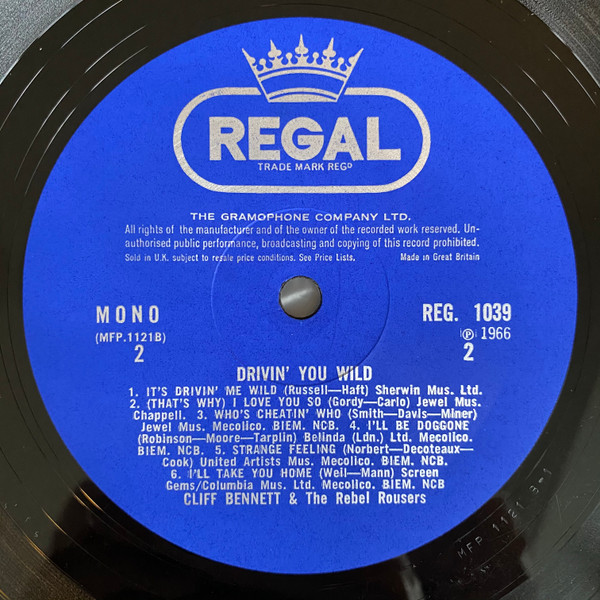 REGAL
TRADE MARK REGD
THE GRAMOPHONE COMPANY LTD.
All rights of the manufacturer and of the owner of the recorded work reserved. Un-
authorised public performance, broadcasting and copying of this record prohibited.
Sold in U.K. subject to resale price conditions. See Price Lists. Made in Great Britain
MONO REG. 1039
(MFP.1121B) Ⓟ 1966
2 2
DRIVIN' YOU WILD
1. IT'S DRIVIN' ME WILD (Russell—Haft) Sherwin Mus. Ltd.
2. (THAT'S WHY) I LOVE YOU SO (Gordy—Carlo) Jewel Mus.
Chappell. 3. WHO'S CHEATIN' WHO (Smith—Davis—Miner)
Jewel Mus. Mecolico. BIEM. NCB. 4. I'LL BE DOGGONE
(Robinson—Moore—Tarplin) Belinda (Ldn.) Ltd. Mecolico.
BIEM. NCB. 5. STRANGE FEELING (Norbert—Decoteaux—
Cook) United Artists Mus. Mecolico. BIEM. NCB.
6. I'LL TAKE YOU HOME (Weil—Mann) Screen
Gems/Columbia Mus. Ltd. Mecolico. BIEM. NCB
CLIFF BENNETT & The Rebel Rousers
MFP 1121 B-1